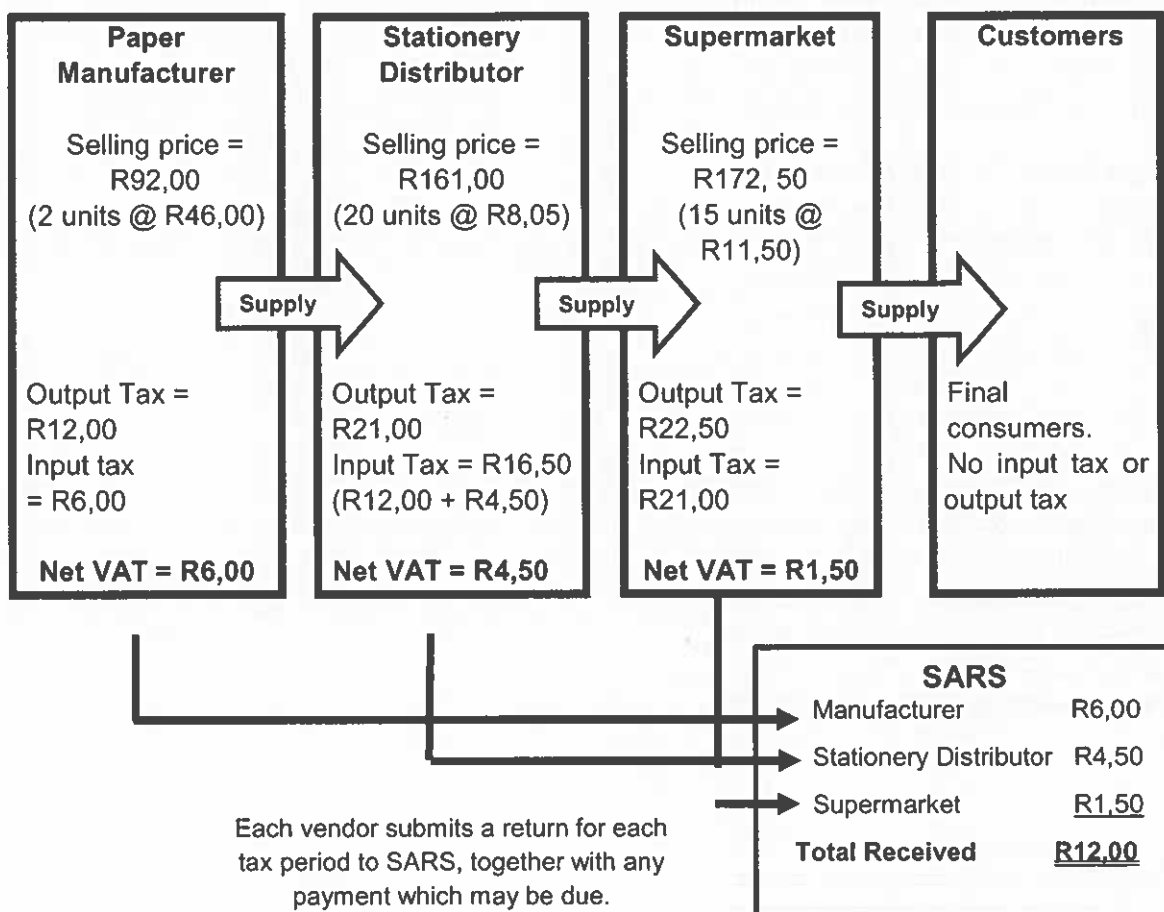 Paper
Manufacturer
Selling price =
R92,00
(2 units @ R46,00)
Supply
Output Tax =
R12,00
Input tax
= R6,00
Net VAT = R6,00
Stationery
Distributor
Selling price =
R161,00
(20 units @ R8,05)
Supply
Output Tax =
R21,00
Input Tax = R16,50
(R12,00 + R4,50)
Net VAT = R4,50
Supermarket
Selling price =
R172, 50
(15 units @
R11,50)
Supply
Output Tax =
R22,50
Input Tax =
R21,00
Net VAT = R1,50
Customers
Final
consumers.
No input tax or
output tax
SARS
Manufacturer R6,00
Stationery Distributor R4,50
Supermarket R1,50
Total Received R12,00
Each vendor submits a return for each
tax period to SARS, together with any
payment which may be due.